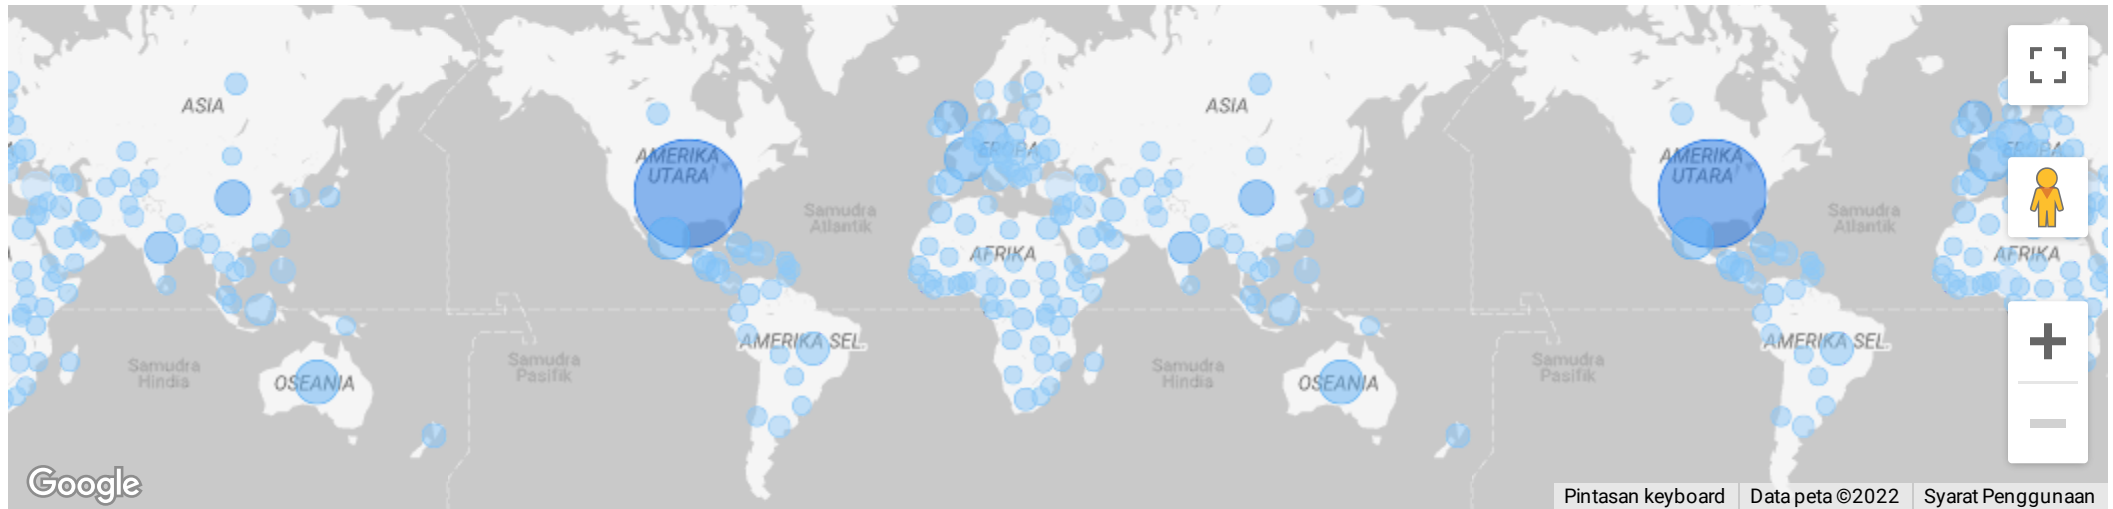 ASIA
AMERIKA
UTARA
EROPA
Samudra
Atlantik
AFRIKA
AMERIKA SEL.
Samudra
Hindia
OSEANIA
Samudra
Pasifik
ASIA
AMERIKA
UTARA
EROPA
Samudra
Atlantik
AFRIKA
AMERIKA SEL.
Samudra
Hindia
OSEANIA
Samudra
Pasifik
Google
Pintasan keyboard
Data peta ©2022
Syarat Penggunaan